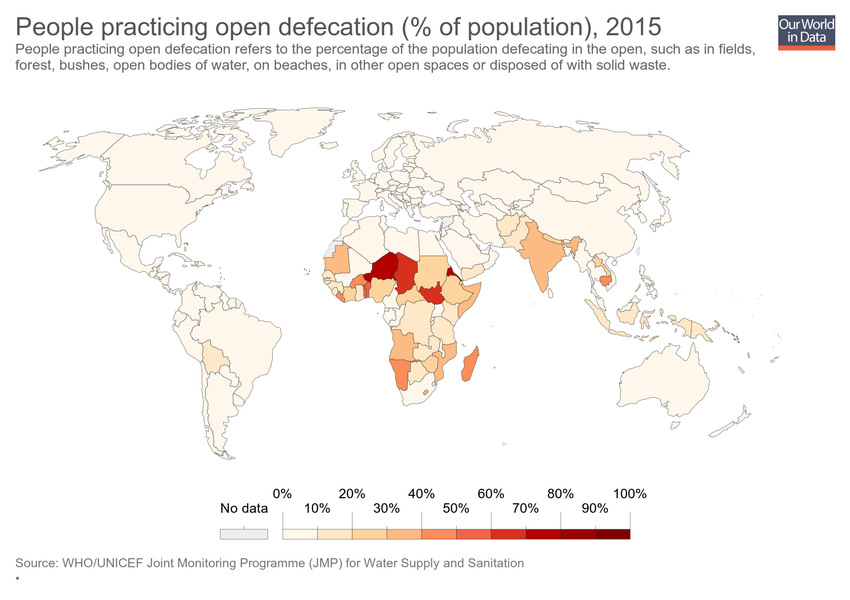 People practicing open defecation (% of population), 2015
Our World
in Data
People practicing open defecation refers to the percentage of the population defecating in the open, such as in fields,
forest, bushes, open bodies of water, on beaches, in other open spaces or disposed of with solid waste.
0% 20% 40% 60% 80% 100%
No data 10% 30% 50% 70% 90%
Source: WHO/UNICEF Joint Monitoring Programme (JMP) for Water Supply and Sanitation
•